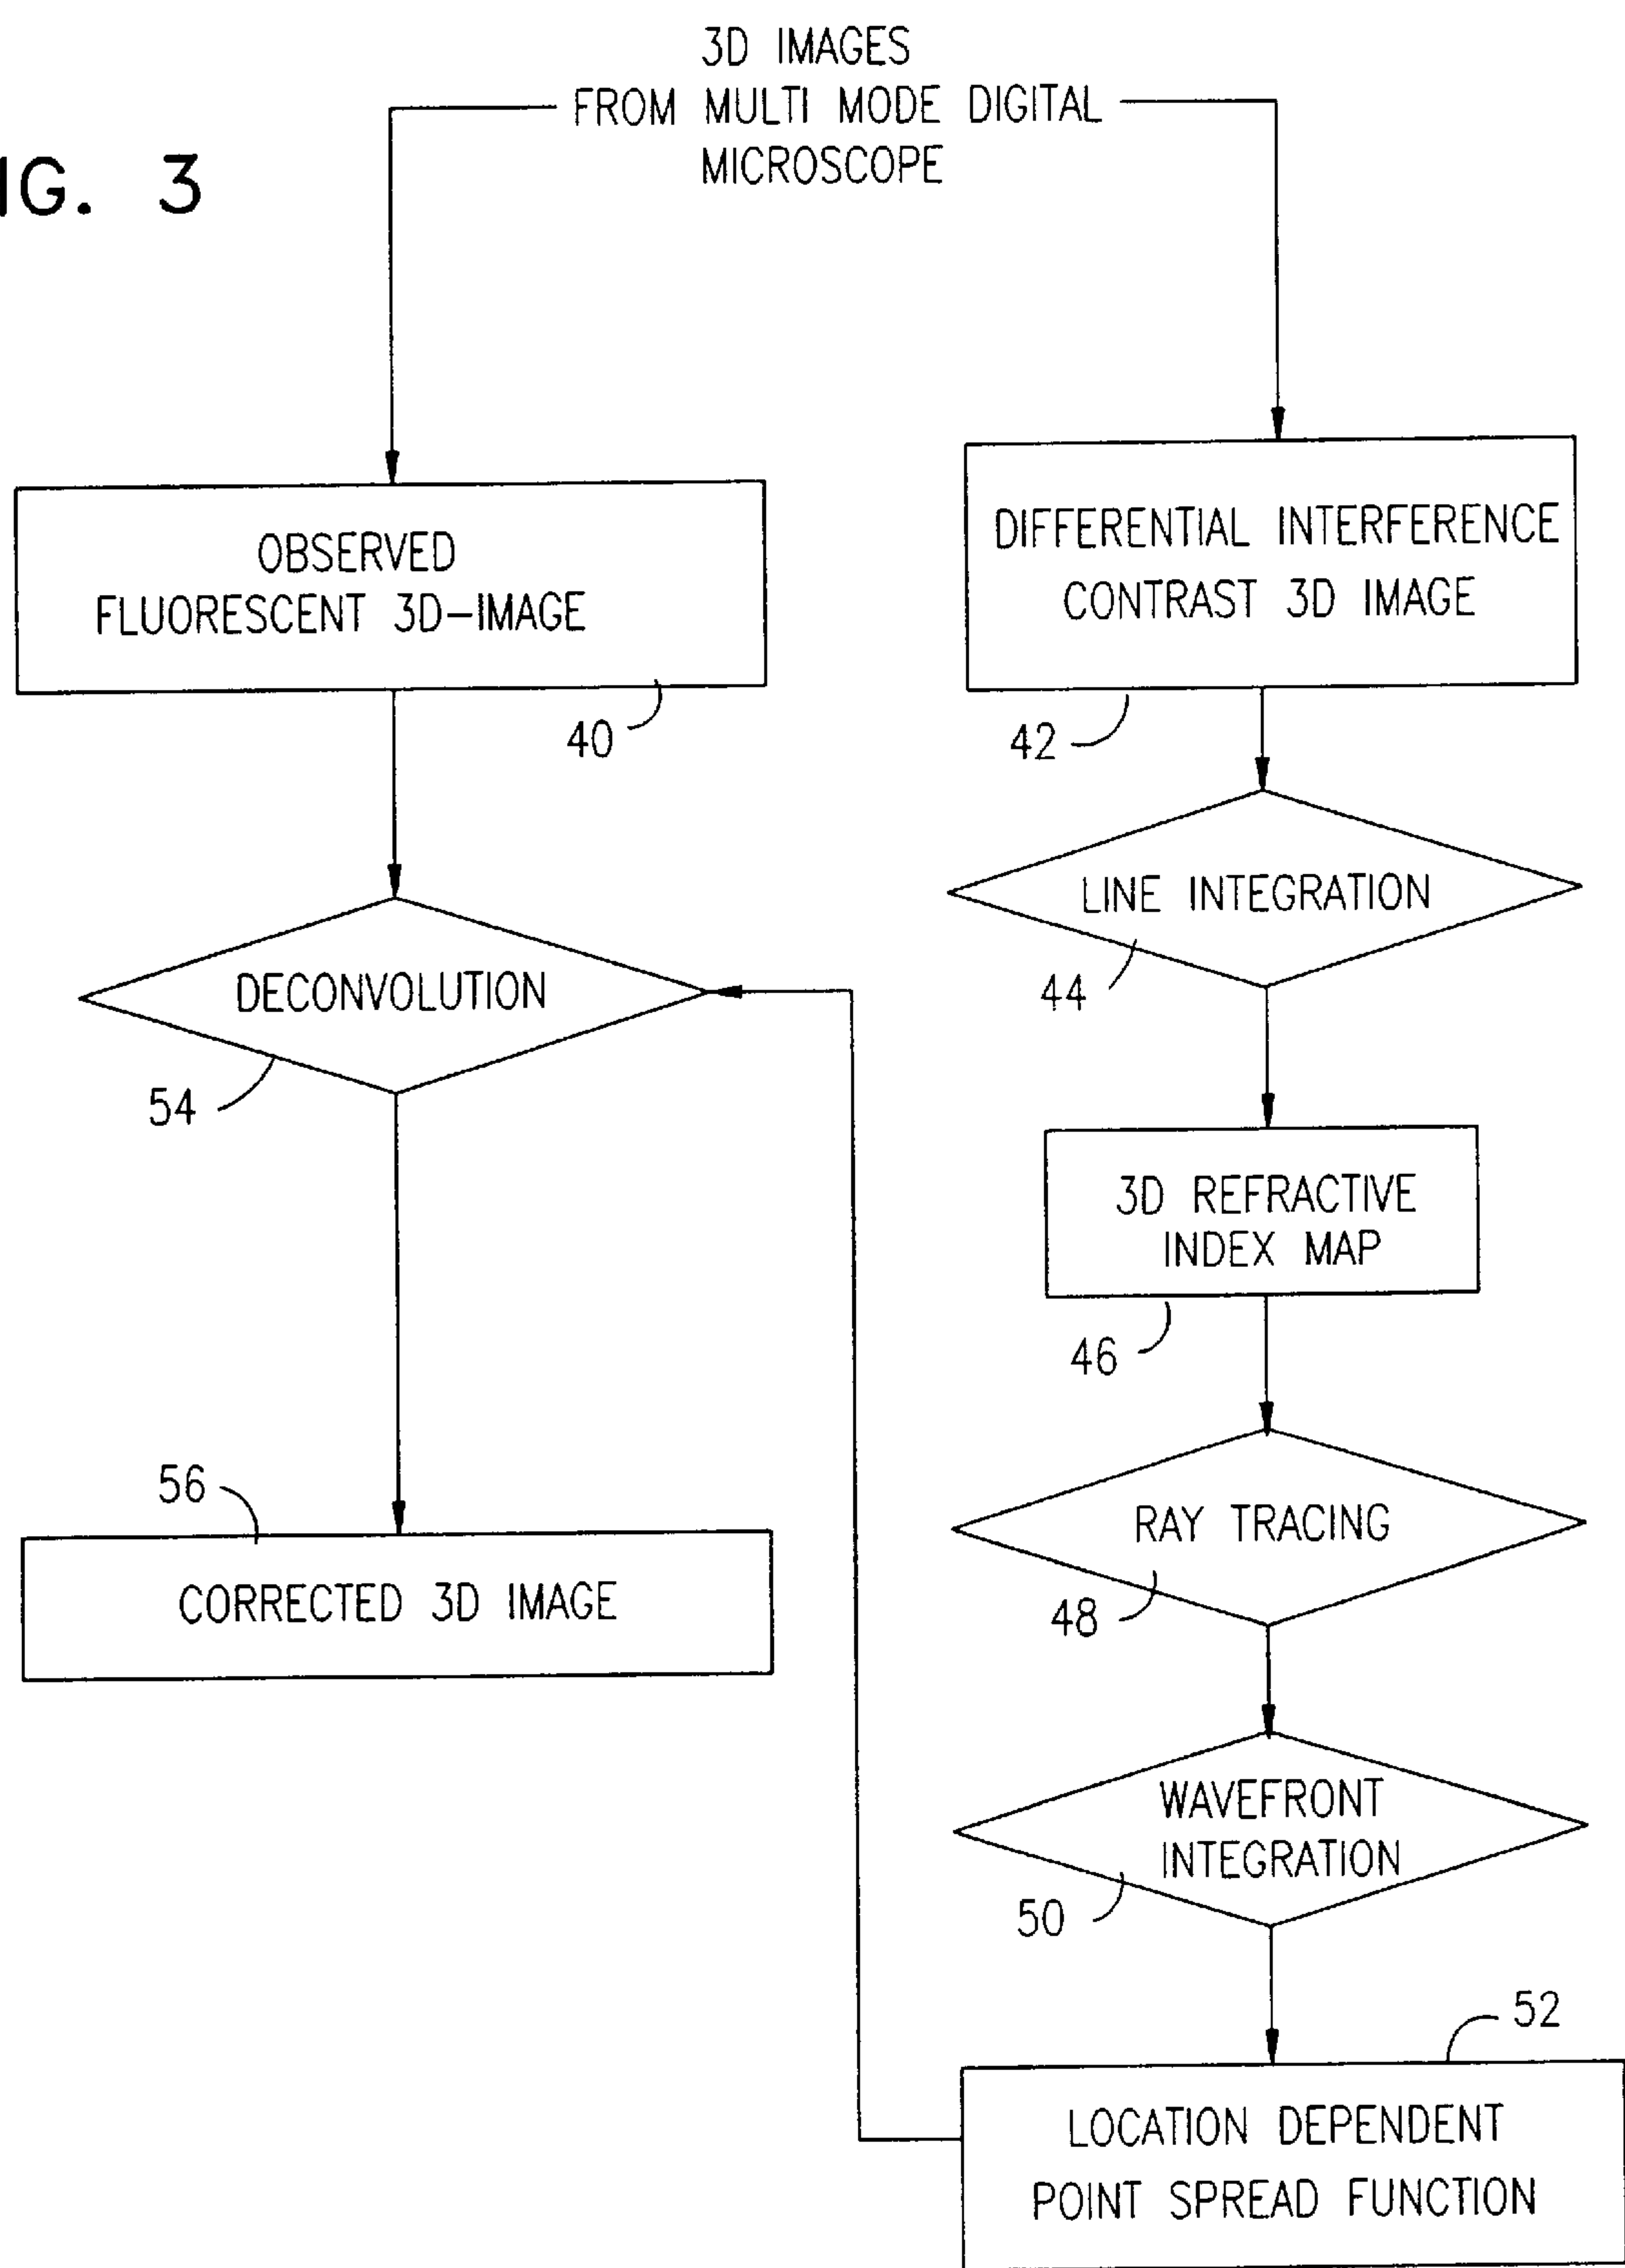 3D IMAGES
FROM MULTI MODE DIGITAL
MICROSCOPE
IG. 3
OBSERVED
FLUORESCENT 3D-IMAGE
40
DIFFERENTIAL INTERFERENCE
CONTRAST 3D IMAGE
42
LINE INTEGRATION
44
DECONVOLUTION
54
3D REFRACTIVE
INDEX MAP
46
56
CORRECTED 3D IMAGE
RAY TRACING
48
WAVEFRONT
INTEGRATION
50
52
LOCATION DEPENDENT
POINT SPREAD FUNCTION